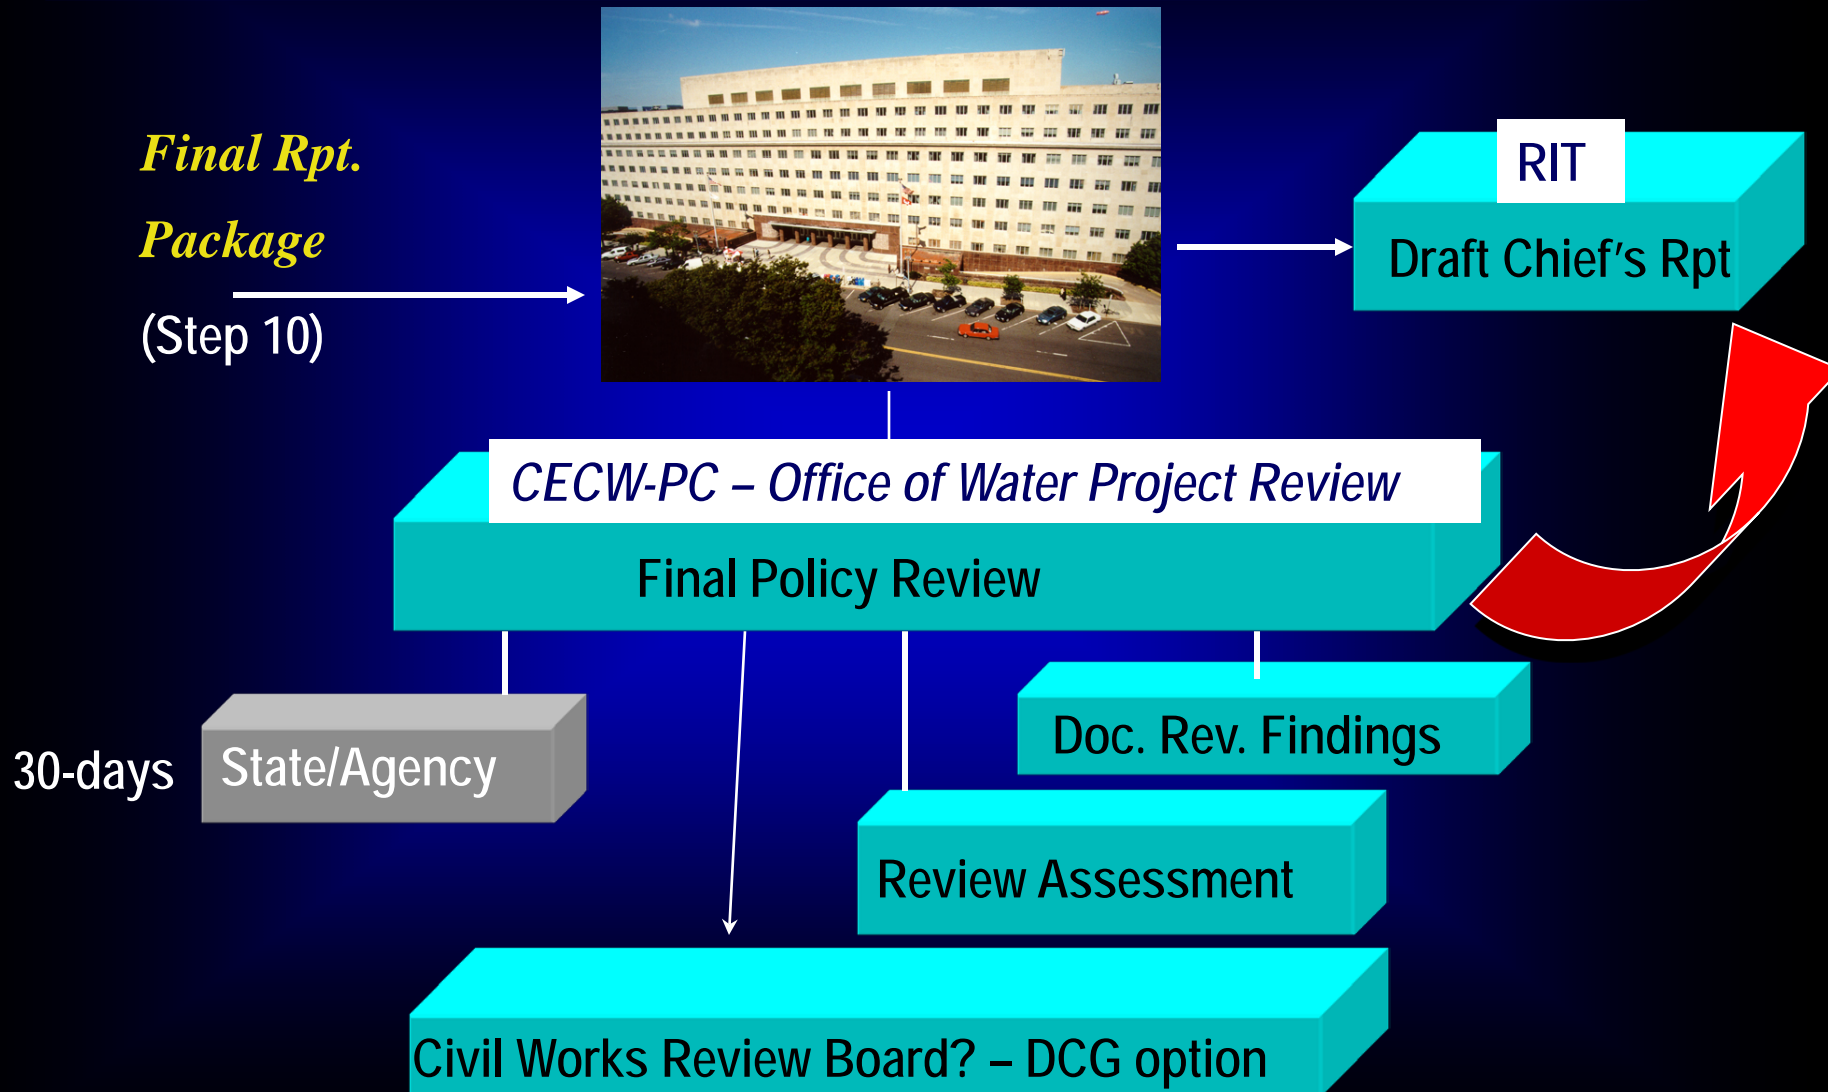 Final Rpt.
Package
(Step 10)
RIT
Draft Chief's Rpt
CECW-PC – Office of Water Project Review
Final Policy Review
30-days
State/Agency
Doc. Rev. Findings
Review Assessment
Civil Works Review Board? – DCG option